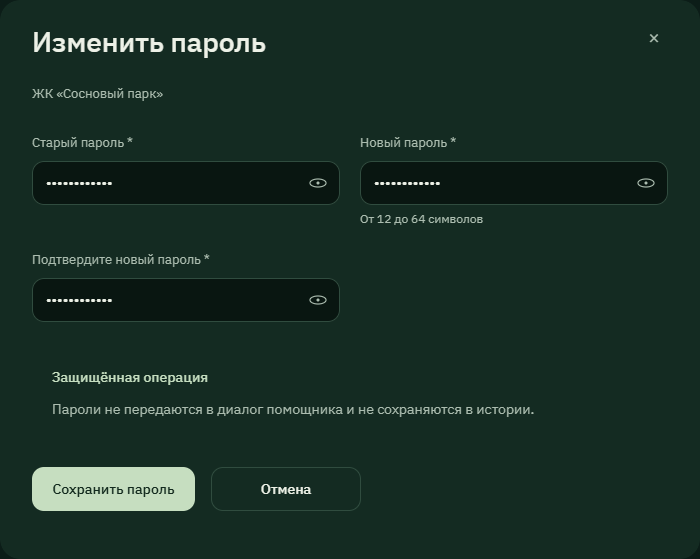 Изменить пароль
×
ЖК «Сосновый парк»
Старый пароль *
Новый пароль *
••••••••••••
••••••••••••
От 12 до 64 символов
Подтвердите новый пароль *
••••••••••••
Защищённая операция
Пароли не передаются в диалог помощника и не сохраняются в истории.
Сохранить пароль
Отмена